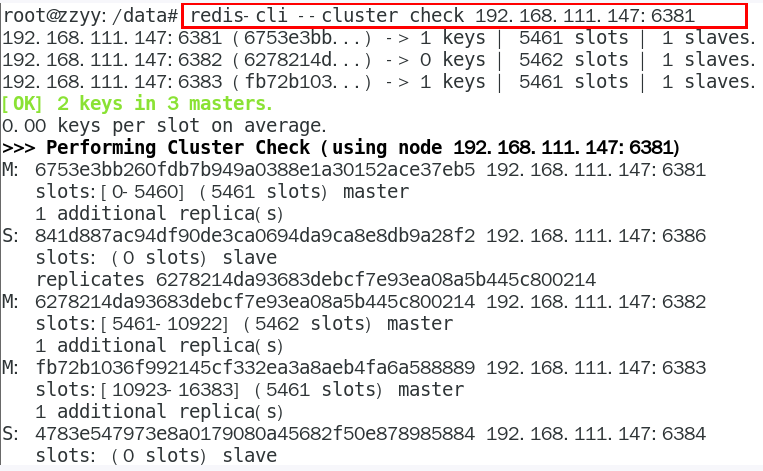 root@zzyy:/data# redis-cli --cluster check 192.168.111.147:6381
192.168.111.147:6381 (6753e3bb...) -> 1 keys | 5461 slots | 1 slaves.
192.168.111.147:6382 (6278214d...) -> 0 keys | 5462 slots | 1 slaves.
192.168.111.147:6383 (fb72b103...) -> 1 keys | 5461 slots | 1 slaves.
[OK] 2 keys in 3 masters.
0.00 keys per slot on average.
>>> Performing Cluster Check (using node 192.168.111.147:6381)
M: 6753e3bb260fdb7b949a0388e1a30152ace37eb5 192.168.111.147:6381
   slots:[0-5460] (5461 slots) master
   1 additional replica(s)
S: 841d887ac94df90de3ca0694da9ca8e8db9a28f2 192.168.111.147:6386
   slots: (0 slots) slave
   replicates 6278214da93683debcf7e93ea08a5b445c800214
M: 6278214da93683debcf7e93ea08a5b445c800214 192.168.111.147:6382
   slots:[5461-10922] (5462 slots) master
   1 additional replica(s)
M: fb72b1036f992145cf332ea3a8aeb4fa6a588889 192.168.111.147:6383
   slots:[10923-16383] (5461 slots) master
   1 additional replica(s)
S: 4783e547973e8a0179080a45682f50e878985884 192.168.111.147:6384
   slots: (0 slots) slave